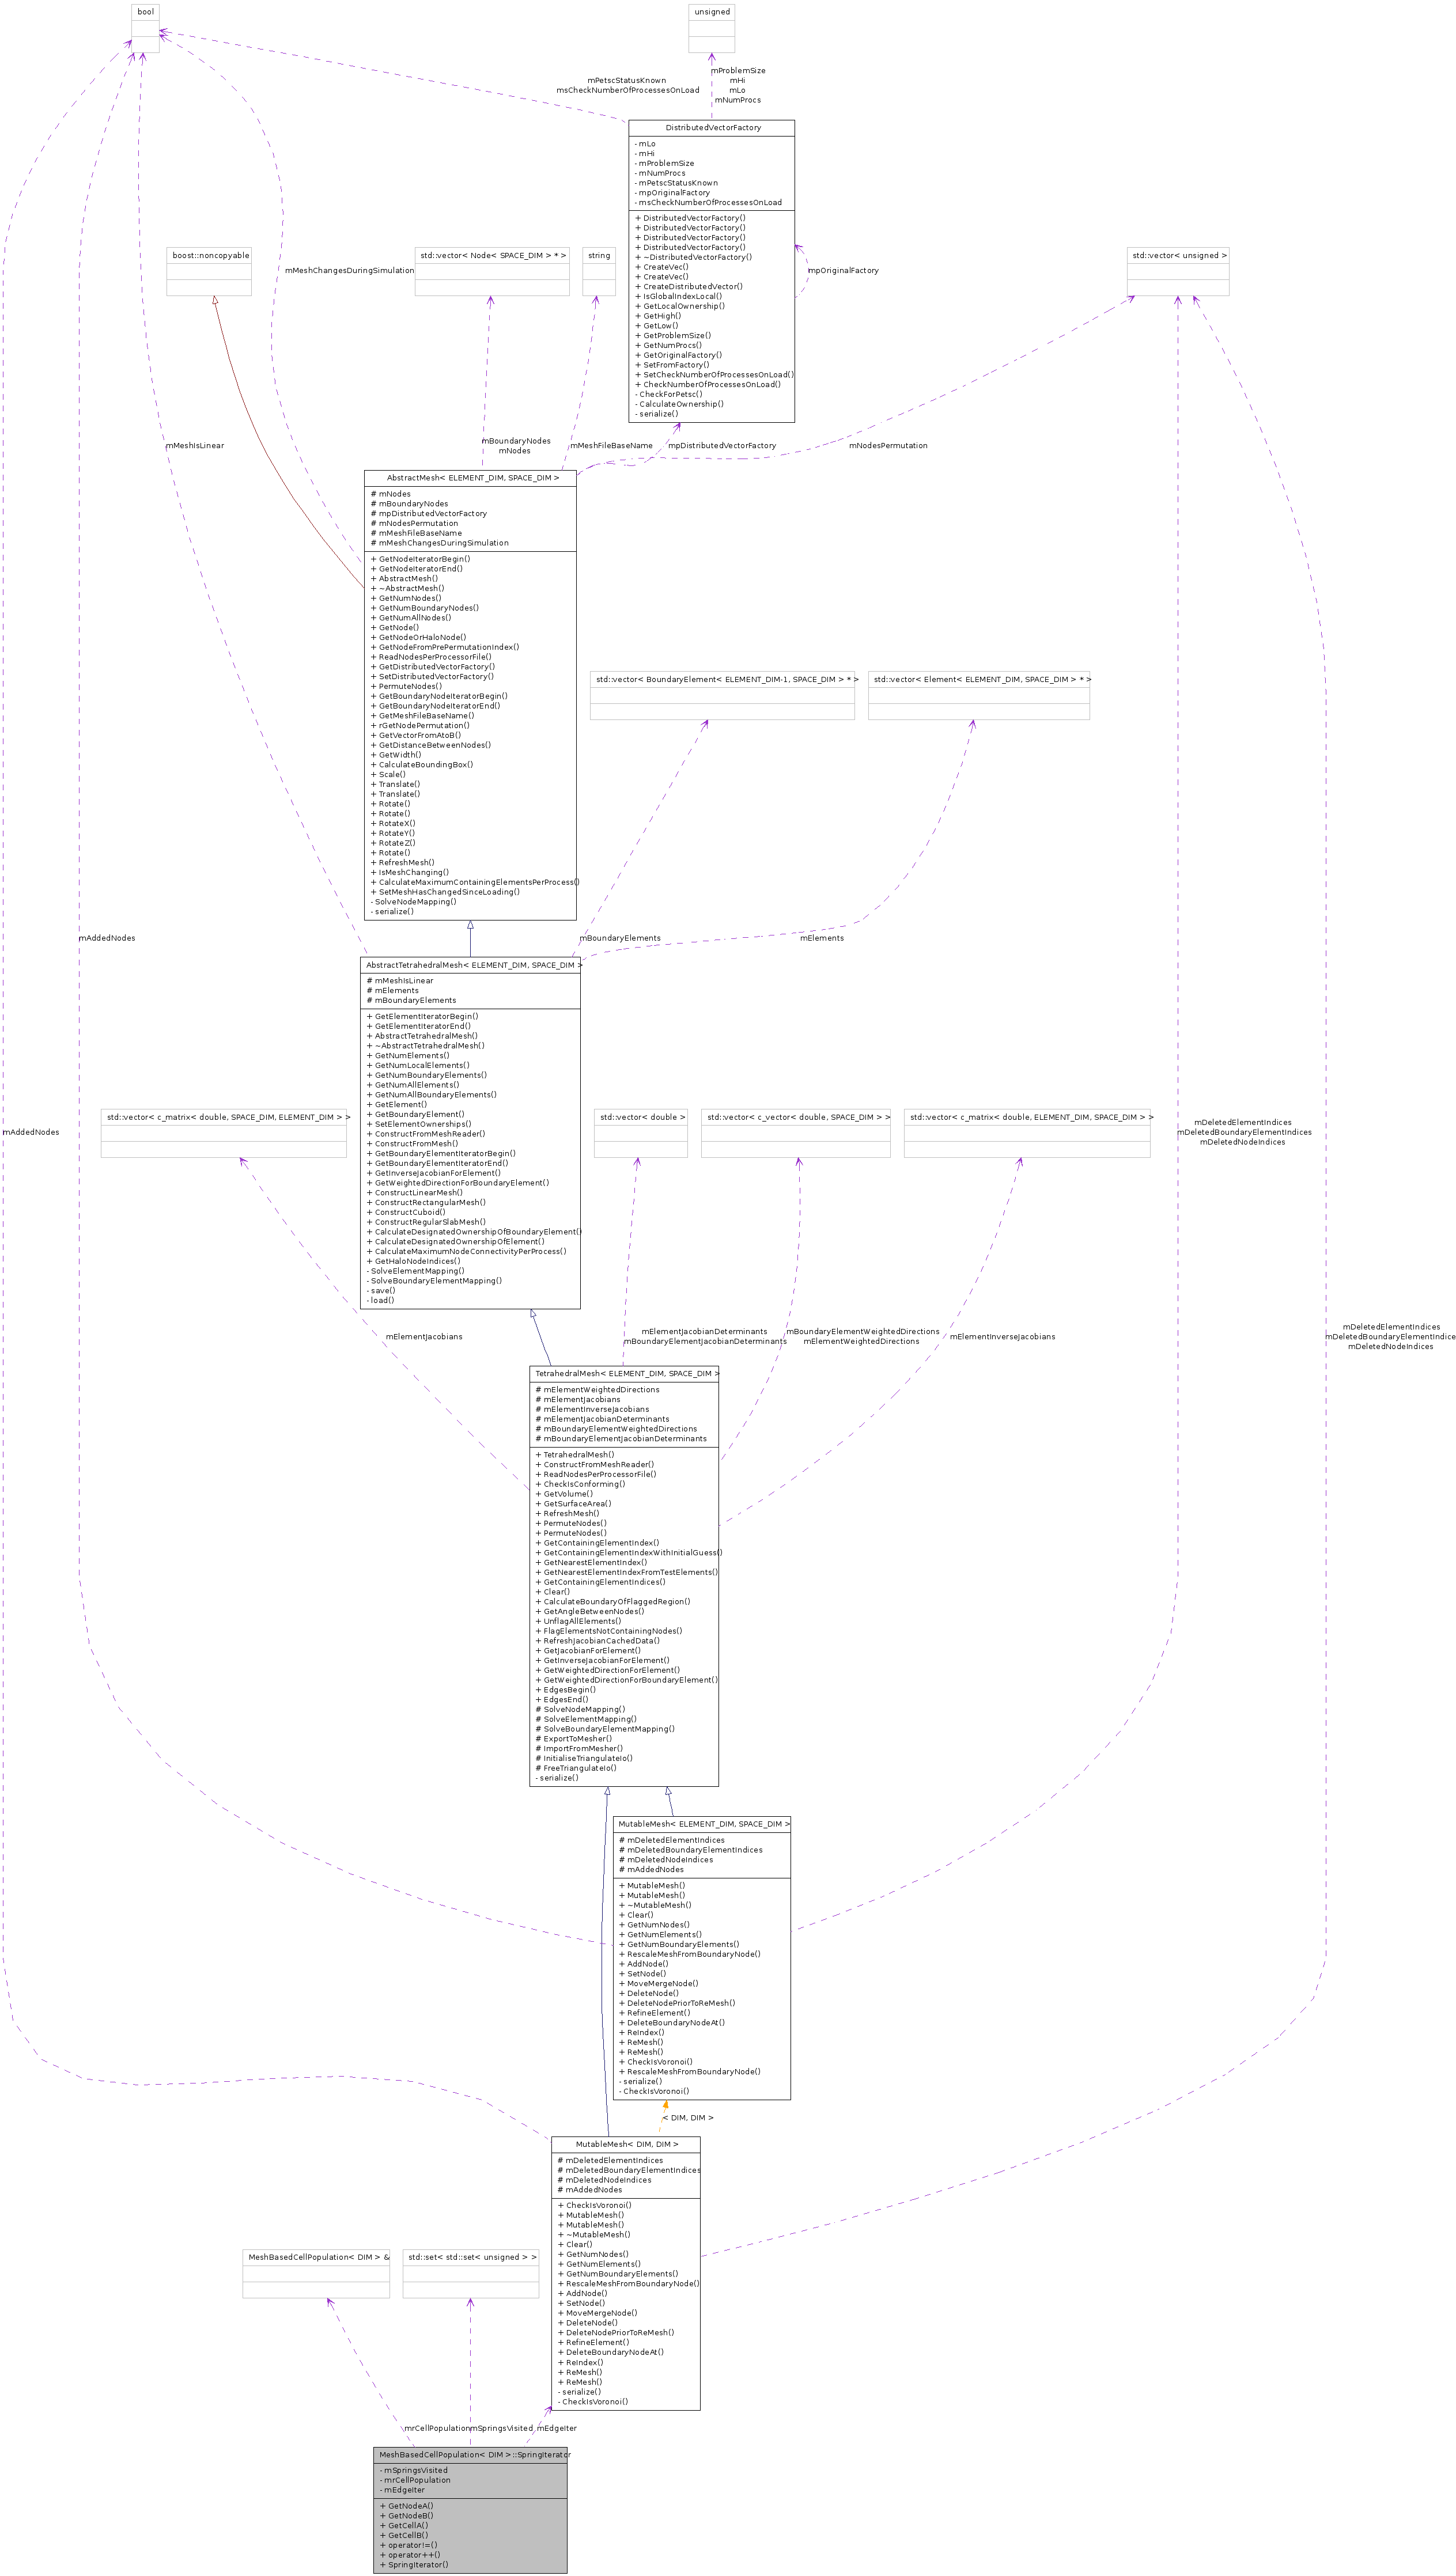 bool
unsigned
mProblemSize
mHi
mLo
mNumProcs
mPetscStatusKnown
msCheckNumberOfProcessesOnLoad
DistributedVectorFactory
- mLo
- mHi
- mProblemSize
- mNumProcs
- mPetscStatusKnown
- mpOriginalFactory
- msCheckNumberOfProcessesOnLoad
+ DistributedVectorFactory()
+ DistributedVectorFactory()
+ DistributedVectorFactory()
+ DistributedVectorFactory()
+ ~DistributedVectorFactory()
+ CreateVec()
+ CreateVec()
+ CreateDistributedVector()
+ IsGlobalIndexLocal()
+ GetLocalOwnership()
+ GetHigh()
+ GetLow()
+ GetProblemSize()
+ GetNumProcs()
+ GetOriginalFactory()
+ SetFromFactory()
+ SetCheckNumberOfProcessesOnLoad()
+ CheckNumberOfProcessesOnLoad()
- CheckForPetsc()
- CalculateOwnership()
- serialize()
boost::noncopyable
mMeshChangesDuringSimulation
std::vector< Node< SPACE_DIM > * >
string
mpOriginalFactory
std::vector< unsigned >
mMeshIsLinear
mBoundaryNodes
mNodes
mMeshFileBaseName
mpDistributedVectorFactory
mNodesPermutation
AbstractMesh< ELEMENT_DIM, SPACE_DIM >
# mNodes
# mBoundaryNodes
# mpDistributedVectorFactory
# mNodesPermutation
# mMeshFileBaseName
# mMeshChangesDuringSimulation
+ GetNodeIteratorBegin()
+ GetNodeIteratorEnd()
+ AbstractMesh()
+ ~AbstractMesh()
+ GetNumNodes()
+ GetNumBoundaryNodes()
+ GetNumAllNodes()
+ GetNode()
+ GetNodeOrHaloNode()
+ GetNodeFromPrePermutationIndex()
+ ReadNodesPerProcessorFile()
+ GetDistributedVectorFactory()
+ SetDistributedVectorFactory()
+ PermuteNodes()
+ GetBoundaryNodeIteratorBegin()
+ GetBoundaryNodeIteratorEnd()
+ GetMeshFileBaseName()
+ rGetNodePermutation()
+ GetVectorFromAtoB()
+ GetDistanceBetweenNodes()
+ GetWidth()
+ CalculateBoundingBox()
+ Scale()
+ Translate()
+ Translate()
+ Rotate()
+ Rotate()
+ RotateX()
+ RotateY()
+ RotateZ()
+ Rotate()
+ RefreshMesh()
+ IsMeshChanging()
+ CalculateMaximumContainingElementsPerProcess()
+ SetMeshHasChangedSinceLoading()
- SolveNodeMapping()
- serialize()
std::vector< BoundaryElement< ELEMENT_DIM-1, SPACE_DIM > * >
std::vector< Element< ELEMENT_DIM, SPACE_DIM > * >
mAddedNodes
mBoundaryElements
mElements
AbstractTetrahedralMesh< ELEMENT_DIM, SPACE_DIM >
# mMeshIsLinear
# mElements
# mBoundaryElements
+ GetElementIteratorBegin()
+ GetElementIteratorEnd()
+ AbstractTetrahedralMesh()
+ ~AbstractTetrahedralMesh()
+ GetNumElements()
+ GetNumLocalElements()
+ GetNumBoundaryElements()
+ GetNumAllElements()
+ GetNumAllBoundaryElements()
+ GetElement()
+ GetBoundaryElement()
+ SetElementOwnerships()
+ ConstructFromMeshReader()
+ ConstructFromMesh()
+ GetBoundaryElementIteratorBegin()
+ GetBoundaryElementIteratorEnd()
+ GetInverseJacobianForElement()
+ GetWeightedDirectionForBoundaryElement()
+ ConstructLinearMesh()
+ ConstructRectangularMesh()
+ ConstructCuboid()
+ ConstructRegularSlabMesh()
+ CalculateDesignatedOwnershipOfBoundaryElement()
+ CalculateDesignatedOwnershipOfElement()
+ CalculateMaximumNodeConnectivityPerProcess()
+ GetHaloNodeIndices()
- SolveElementMapping()
- SolveBoundaryElementMapping()
- save()
- load()
mAddedNodes
std::vector< c_matrix< double, SPACE_DIM, ELEMENT_DIM > >
std::vector< double >
std::vector< c_vector< double, SPACE_DIM > >
std::vector< c_matrix< double, ELEMENT_DIM, SPACE_DIM > >
mDeletedElementIndices
mDeletedBoundaryElementIndices
mDeletedNodeIndices
mElementJacobians
mElementJacobianDeterminants
mBoundaryElementJacobianDeterminants
mBoundaryElementWeightedDirections
mElementWeightedDirections
mElementInverseJacobians
mDeletedElementIndices
mDeletedBoundaryElementIndice
mDeletedNodeIndices
TetrahedralMesh< ELEMENT_DIM, SPACE_DIM >
# mElementWeightedDirections
# mElementJacobians
# mElementInverseJacobians
# mElementJacobianDeterminants
# mBoundaryElementWeightedDirections
# mBoundaryElementJacobianDeterminants
+ TetrahedralMesh()
+ ConstructFromMeshReader()
+ ReadNodesPerProcessorFile()
+ CheckIsConforming()
+ GetVolume()
+ GetSurfaceArea()
+ RefreshMesh()
+ PermuteNodes()
+ PermuteNodes()
+ GetContainingElementIndex()
+ GetContainingElementIndexWithInitialGuess()
+ GetNearestElementIndex()
+ GetNearestElementIndexFromTestElements()
+ GetContainingElementIndices()
+ Clear()
+ CalculateBoundaryOfFlaggedRegion()
+ GetAngleBetweenNodes()
+ UnflagAllElements()
+ FlagElementsNotContainingNodes()
+ RefreshJacobianCachedData()
+ GetJacobianForElement()
+ GetInverseJacobianForElement()
+ GetWeightedDirectionForElement()
+ GetWeightedDirectionForBoundaryElement()
+ EdgesBegin()
+ EdgesEnd()
# SolveNodeMapping()
# SolveElementMapping()
# SolveBoundaryElementMapping()
# ExportToMesher()
# ImportFromMesher()
# InitialiseTriangulateIo()
# FreeTriangulateIo()
- serialize()
MutableMesh< ELEMENT_DIM, SPACE_DIM >
# mDeletedElementIndices
# mDeletedBoundaryElementIndices
# mDeletedNodeIndices
# mAddedNodes
+ MutableMesh()
+ MutableMesh()
+ ~MutableMesh()
+ Clear()
+ GetNumNodes()
+ GetNumElements()
+ GetNumBoundaryElements()
+ RescaleMeshFromBoundaryNode()
+ AddNode()
+ SetNode()
+ MoveMergeNode()
+ DeleteNode()
+ DeleteNodePriorToReMesh()
+ RefineElement()
+ DeleteBoundaryNodeAt()
+ ReIndex()
+ ReMesh()
+ ReMesh()
+ CheckIsVoronoi()
+ RescaleMeshFromBoundaryNode()
- serialize()
- CheckIsVoronoi()
< DIM, DIM >
MutableMesh< DIM, DIM >
# mDeletedElementIndices
# mDeletedBoundaryElementIndices
# mDeletedNodeIndices
# mAddedNodes
+ CheckIsVoronoi()
+ MutableMesh()
+ MutableMesh()
+ ~MutableMesh()
+ Clear()
+ GetNumNodes()
+ GetNumElements()
+ GetNumBoundaryElements()
+ RescaleMeshFromBoundaryNode()
+ AddNode()
+ SetNode()
+ MoveMergeNode()
+ DeleteNode()
+ DeleteNodePriorToReMesh()
+ RefineElement()
+ DeleteBoundaryNodeAt()
+ ReIndex()
+ ReMesh()
+ ReMesh()
- serialize()
- CheckIsVoronoi()
MeshBasedCellPopulation< DIM > &
std::set< std::set< unsigned > >
mrCellPopulation
mSpringsVisited
mEdgeIter
MeshBasedCellPopulation< DIM >::SpringIterator
- mSpringsVisited
- mrCellPopulation
- mEdgeIter
+ GetNodeA()
+ GetNodeB()
+ GetCellA()
+ GetCellB()
+ operator!=()
+ operator++()
+ SpringIterator()